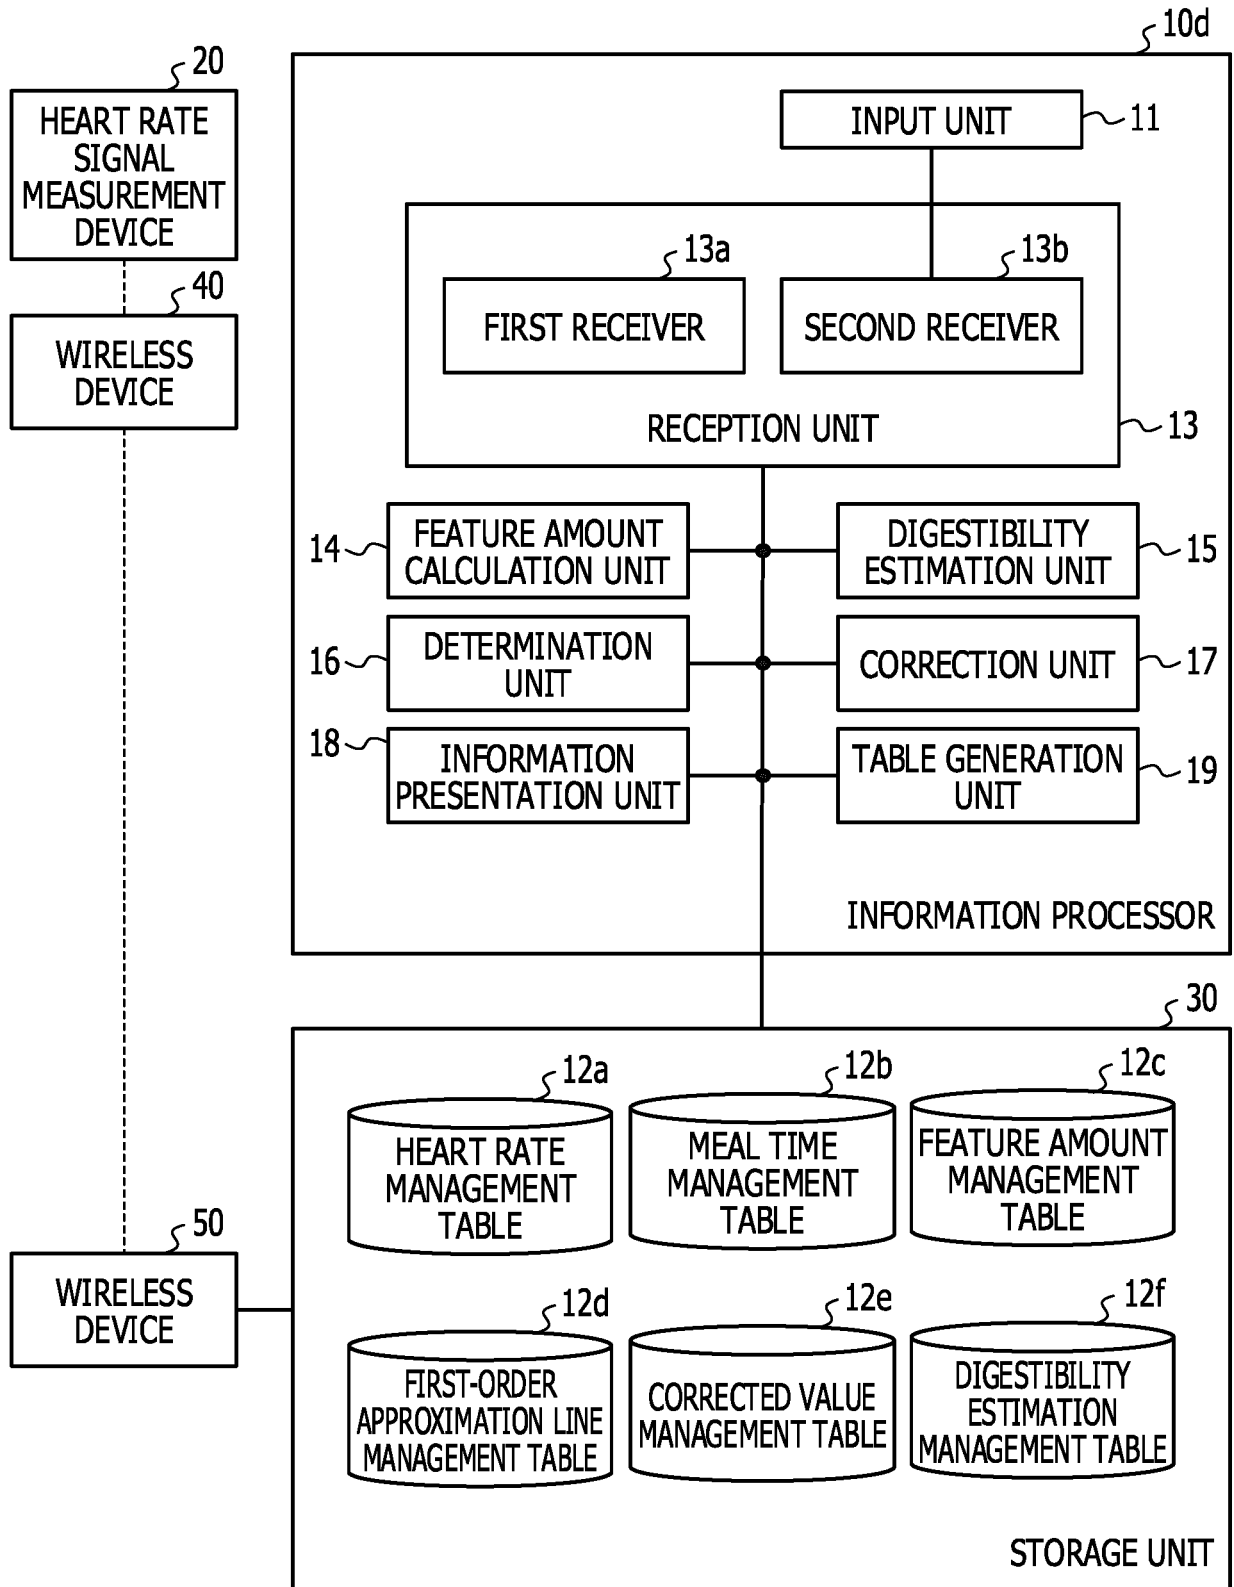 10d
20
HEART RATE
SIGNAL
MEASUREMENT
DEVICE
INPUT UNIT
11
13a
13b
FIRST RECEIVER
SECOND RECEIVER
RECEPTION UNIT
13
40
WIRELESS
DEVICE
14
FEATURE AMOUNT
CALCULATION UNIT
DIGESTIBILITY
ESTIMATION UNIT
15
16
DETERMINATION
UNIT
CORRECTION UNIT
17
18
INFORMATION
PRESENTATION UNIT
TABLE GENERATION
UNIT
19
INFORMATION PROCESSOR
30
12a
HEART RATE
MANAGEMENT
TABLE
12b
MEAL TIME
MANAGEMENT
TABLE
12c
FEATURE AMOUNT
MANAGEMENT
TABLE
50
WIRELESS
DEVICE
12d
FIRST-ORDER
APPROXIMATION LINE
MANAGEMENT TABLE
12e
CORRECTED VALUE
MANAGEMENT TABLE
12f
DIGESTIBILITY
ESTIMATION
MANAGEMENT TABLE
STORAGE UNIT